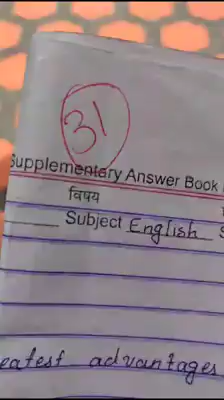 31
Supplementary Answer Book
विषय
Subject English
eatest advantages